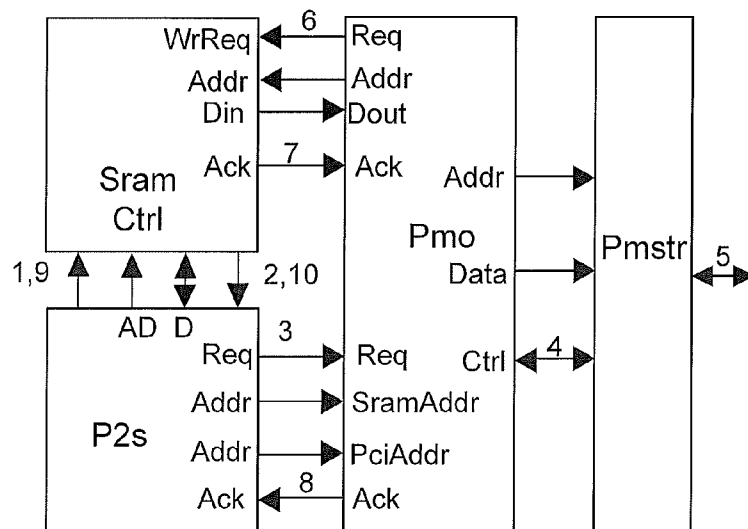 WrReq 6 Req
Addr Addr
Din Dout
Ack 7 Ack
Sram
Ctrl
Addr
Pmo
Pmstr
Data
5
1,9
2,10
AD D
Req 3 Req
Ctrl 4
Addr SramAddr
P2s
Addr PciAddr
Ack 8 Ack